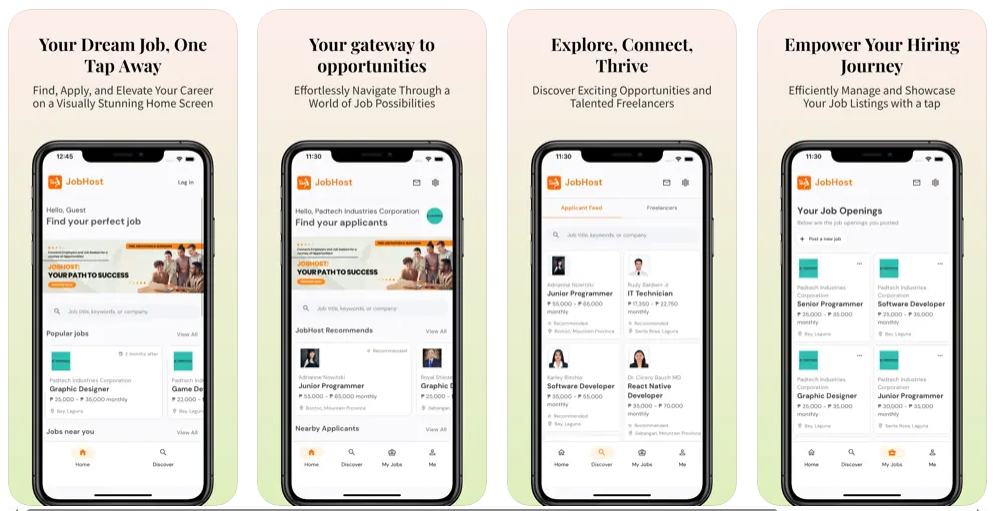 Your Dream Job, One
Tap Away
Find, Apply, and Elevate Your Career
on a Visually Stunning Home Screen
12:45
JobHost
Log In
Hello, Guest
Find your perfect job
JOBHOST:
YOUR PATH TO SUCCESS
Job title, keywords, or company
Popular jobs
View All
2 months after
Padtech Industries Corporation
Graphic Designer
₱ 25,000 - ₱ 35,000 monthly
Bay, Laguna
Padtech Ind
Game De
₱ 22,000 -
Bay, Lagu
Jobs near you
View All
Home
Discover
Your gateway to
opportunities
Effortlessly Navigate Through a
World of Job Possibilities
11:30
JobHost
Hello, Padtech Industries Corporation
Find your applicants
JOBHOST:
YOUR PATH TO SUCCESS
Job title, keywords, or company
JobHost Recommends
View All
Recommended
Adrianne Nowitski
Junior Programmer
₱ 55,000 - ₱ 65,000 monthly
Bontoc, Mountain Province
Graphic D
₱ 25,000 -
Sabangan,
Nearby Applicants
View All
Home
Discover
My Jobs
Me
Explore, Connect,
Thrive
Discover Exciting Opportunities and
Talented Freelancers
11:30
JobHost
Applicant Feed
Freelancers
Job title, keywords, or company
Adrianne Nowitski
Junior Programmer
₱ 55,000 - ₱ 65,000
monthly
Recommended
Bontoc, Mountain Province
Rudy Baldwin Jr
IT Technician
₱ 17,350 - ₱ 22,750
monthly
Recommended
Santa Rosa, Laguna
Karley Ritchie
Software Developer
₱ 35,000 - ₱ 55,000
monthly
Recommended
Bay, Laguna
Dr. Cicero Bauch MD
React Native
Developer
₱ 35,000 - ₱ 70,000
monthly
Recommended
Sabangan, Mountain Province
Home
Discover
My Jobs
Me
Empower Your Hiring
Journey
Efficiently Manage and Showcase
Your Job Listings with a tap
11:30
JobHost
Your Job Openings
Below are the job openings you posted
+ Post a new job
Padtech Industries
Corporation
Senior Programmer
₱ 25,000 - ₱ 35,000
monthly
Bay, Laguna
Padtech Industries
Corporation
Software Developer
₱ 25,000 - ₱ 35,000
monthly
Bay, Laguna
Padtech Industries
Corporation
Graphic Designer
₱ 25,000 - ₱ 35,000
monthly
Bay, Laguna
Padtech Industries
Corporation
Junior Programmer
₱ 30,000 - ₱ 35,000
monthly
Santa Rosa, Laguna
Home
Discover
My Jobs
Me